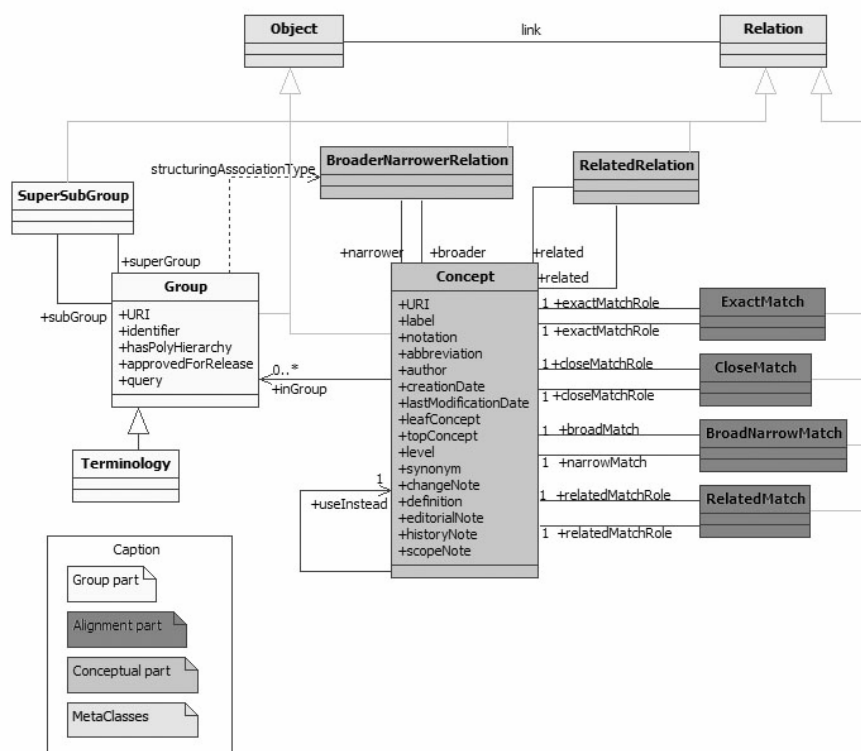 Object
link
Relation
structuringAssociationType
BroaderNarrowerRelation
RelatedRelation
SuperSubGroup
+narrower
+broader
+related
+related
+superGroup
+subGroup
Group
+URI
+identifier
+hasPolyHierarchy
+approvedForRelease
+query
0..*
+inGroup
Terminology
Concept
+URI
+label
+notation
+abbreviation
+author
+creationDate
+lastModificationDate
+leafConcept
+topConcept
+level
+synonym
+changeNote
+definition
+editorialNote
+historyNote
+scopeNote
1
+useInstead
1 +exactMatchRole
1 +exactMatchRole
ExactMatch
1 +closeMatchRole
1 +closeMatchRole
CloseMatch
1 +broadMatch
1 +narrowMatch
BroadNarrowMatch
1 +relatedMatchRole
1 +relatedMatchRole
RelatedMatch
Caption
Group part
Alignment part
Conceptual part
MetaClasses